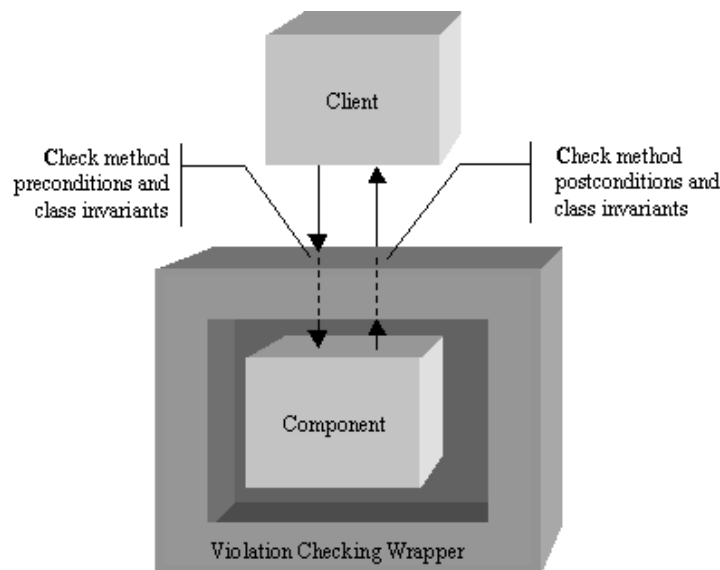 Client
Check method
preconditions and
class invariants
Check method
postconditions and
class invariants
Component
Violation Checking Wrapper